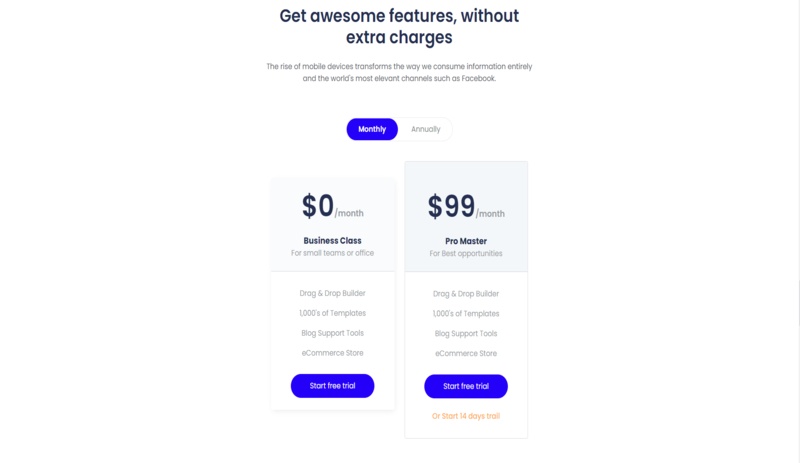 Get awesome features, without
extra charges
The rise of mobile devices transforms the way we consume information entirely
and the world's most elevant channels such as Facebook.
Monthly
Annually
$0/month
Business Class
For small teams or office
Drag & Drop Builder
1,000's of Templates
Blog Support Tools
eCommerce Store
Start free trial
$99/month
Pro Master
For Best opportunities
Drag & Drop Builder
1,000's of Templates
Blog Support Tools
eCommerce Store
Start free trial
Or Start 14 days trail